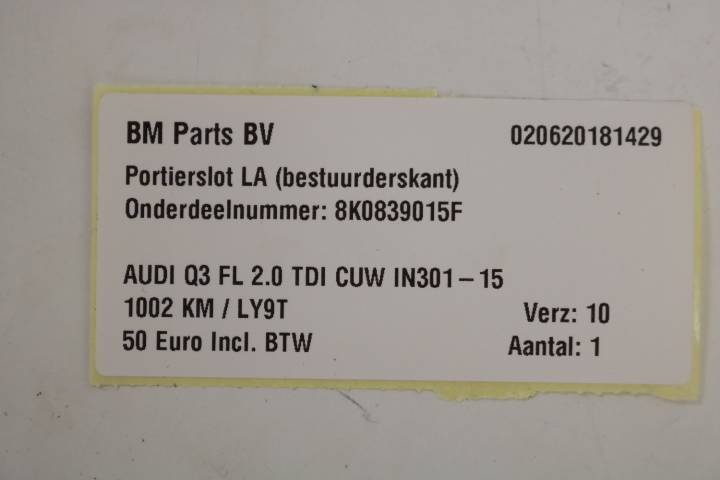 BM Parts BV 020620181429
Portierslot LA (bestuurderskant)
Onderdeelnummer: 8K0839015F
AUDI Q3 FL 2.0 TDI CUW IN301-15
1002 KM / LY9T Verz: 10
50 Euro Incl. BTW Aantal: 1